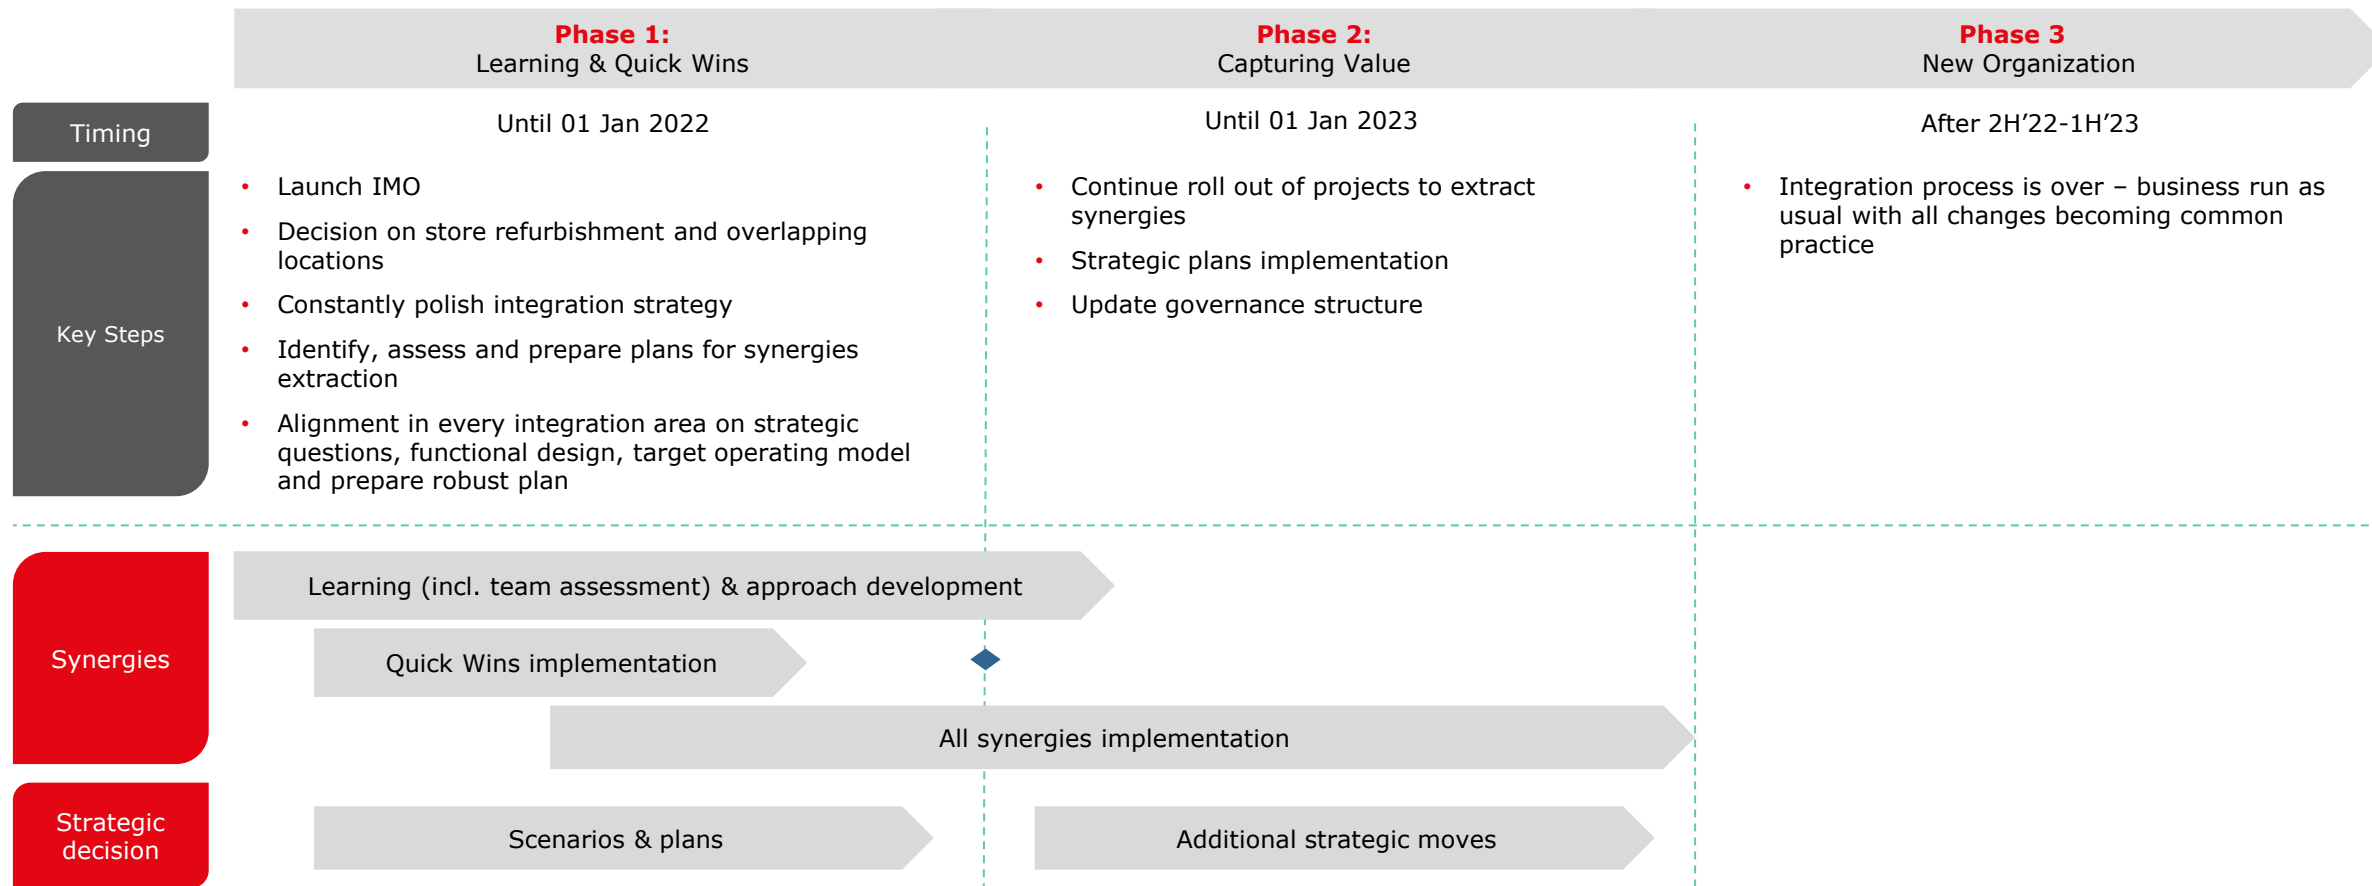 Phase 1:
Learning & Quick Wins
Phase 2:
Capturing Value
Phase 3
New Organization
Timing
Until 01 Jan 2022
Until 01 Jan 2023
After 2H’22-1H’23
Key Steps
• Launch IMO
• Decision on store refurbishment and overlapping
locations
• Constantly polish integration strategy
• Identify, assess and prepare plans for synergies
extraction
• Alignment in every integration area on strategic
questions, functional design, target operating model
and prepare robust plan
• Continue roll out of projects to extract
synergies
• Strategic plans implementation
• Update governance structure
• Integration process is over – business run as
usual with all changes becoming common
practice
Synergies
Learning (incl. team assessment) & approach development
Quick Wins implementation
All synergies implementation
Strategic
decision
Scenarios & plans
Additional strategic moves